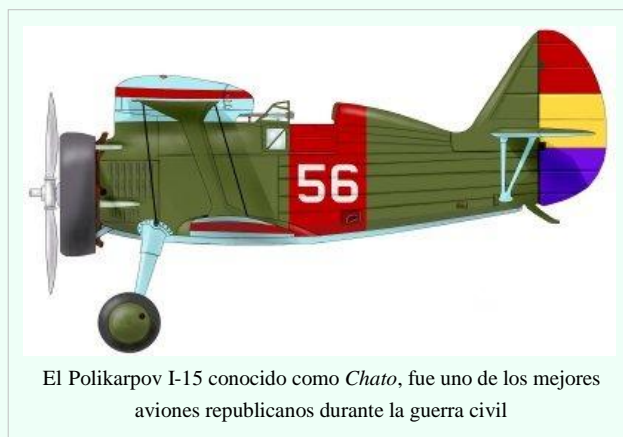 56
El Polikarpov I-15 conocido como Chato, fue uno de los mejores
aviones republicanos durante la guerra civil